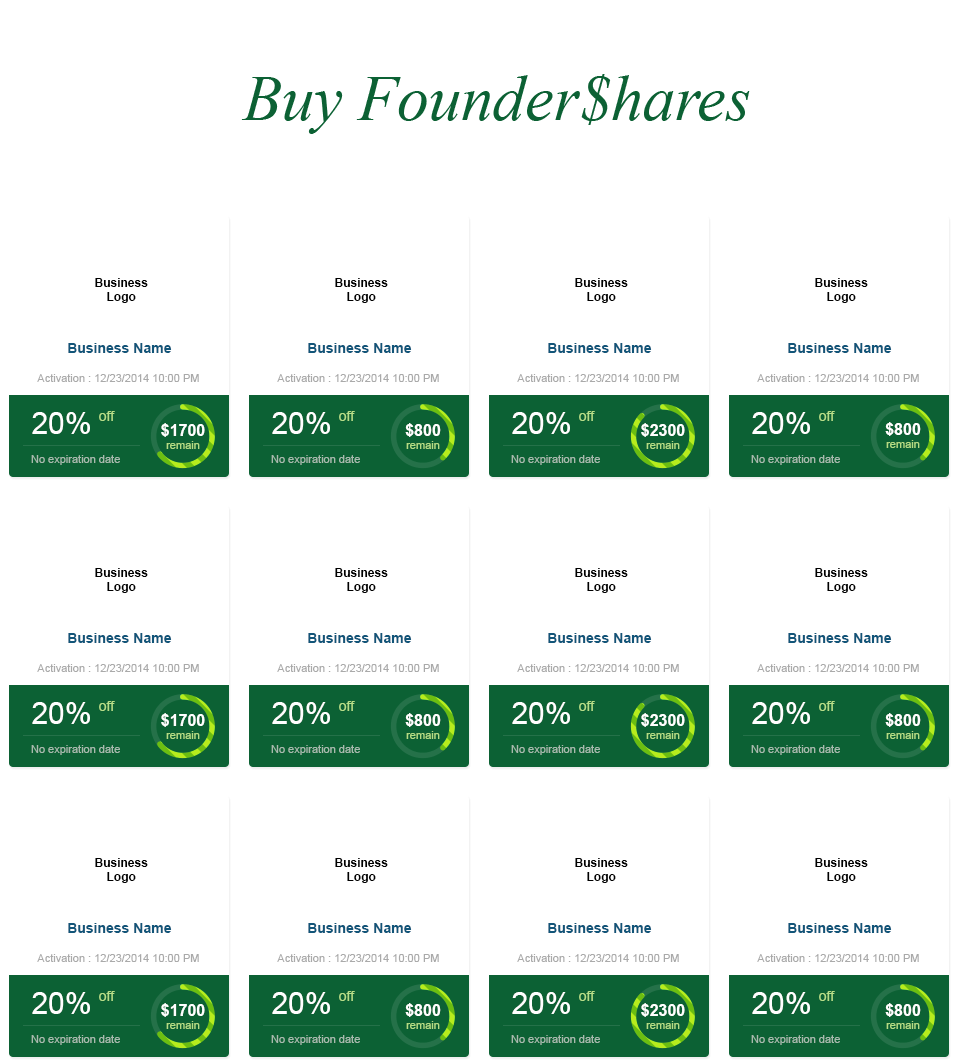 Buy Founder$hares
Business
Logo
Business Name
Activation : 12/23/2014 10:00 PM
20% off
$1700
remain
No expiration date
Business
Logo
Business Name
Activation : 12/23/2014 10:00 PM
20% off
$800
remain
No expiration date
Business
Logo
Business Name
Activation : 12/23/2014 10:00 PM
20% off
$2300
remain
No expiration date
Business
Logo
Business Name
Activation : 12/23/2014 10:00 PM
20% off
$800
remain
No expiration date
Business
Logo
Business Name
Activation : 12/23/2014 10:00 PM
20% off
$1700
remain
No expiration date
Business
Logo
Business Name
Activation : 12/23/2014 10:00 PM
20% off
$800
remain
No expiration date
Business
Logo
Business Name
Activation : 12/23/2014 10:00 PM
20% off
$2300
remain
No expiration date
Business
Logo
Business Name
Activation : 12/23/2014 10:00 PM
20% off
$800
remain
No expiration date
Business
Logo
Business Name
Activation : 12/23/2014 10:00 PM
20% off
$1700
remain
No expiration date
Business
Logo
Business Name
Activation : 12/23/2014 10:00 PM
20% off
$800
remain
No expiration date
Business
Logo
Business Name
Activation : 12/23/2014 10:00 PM
20% off
$2300
remain
No expiration date
Business
Logo
Business Name
Activation : 12/23/2014 10:00 PM
20% off
$800
remain
No expiration date